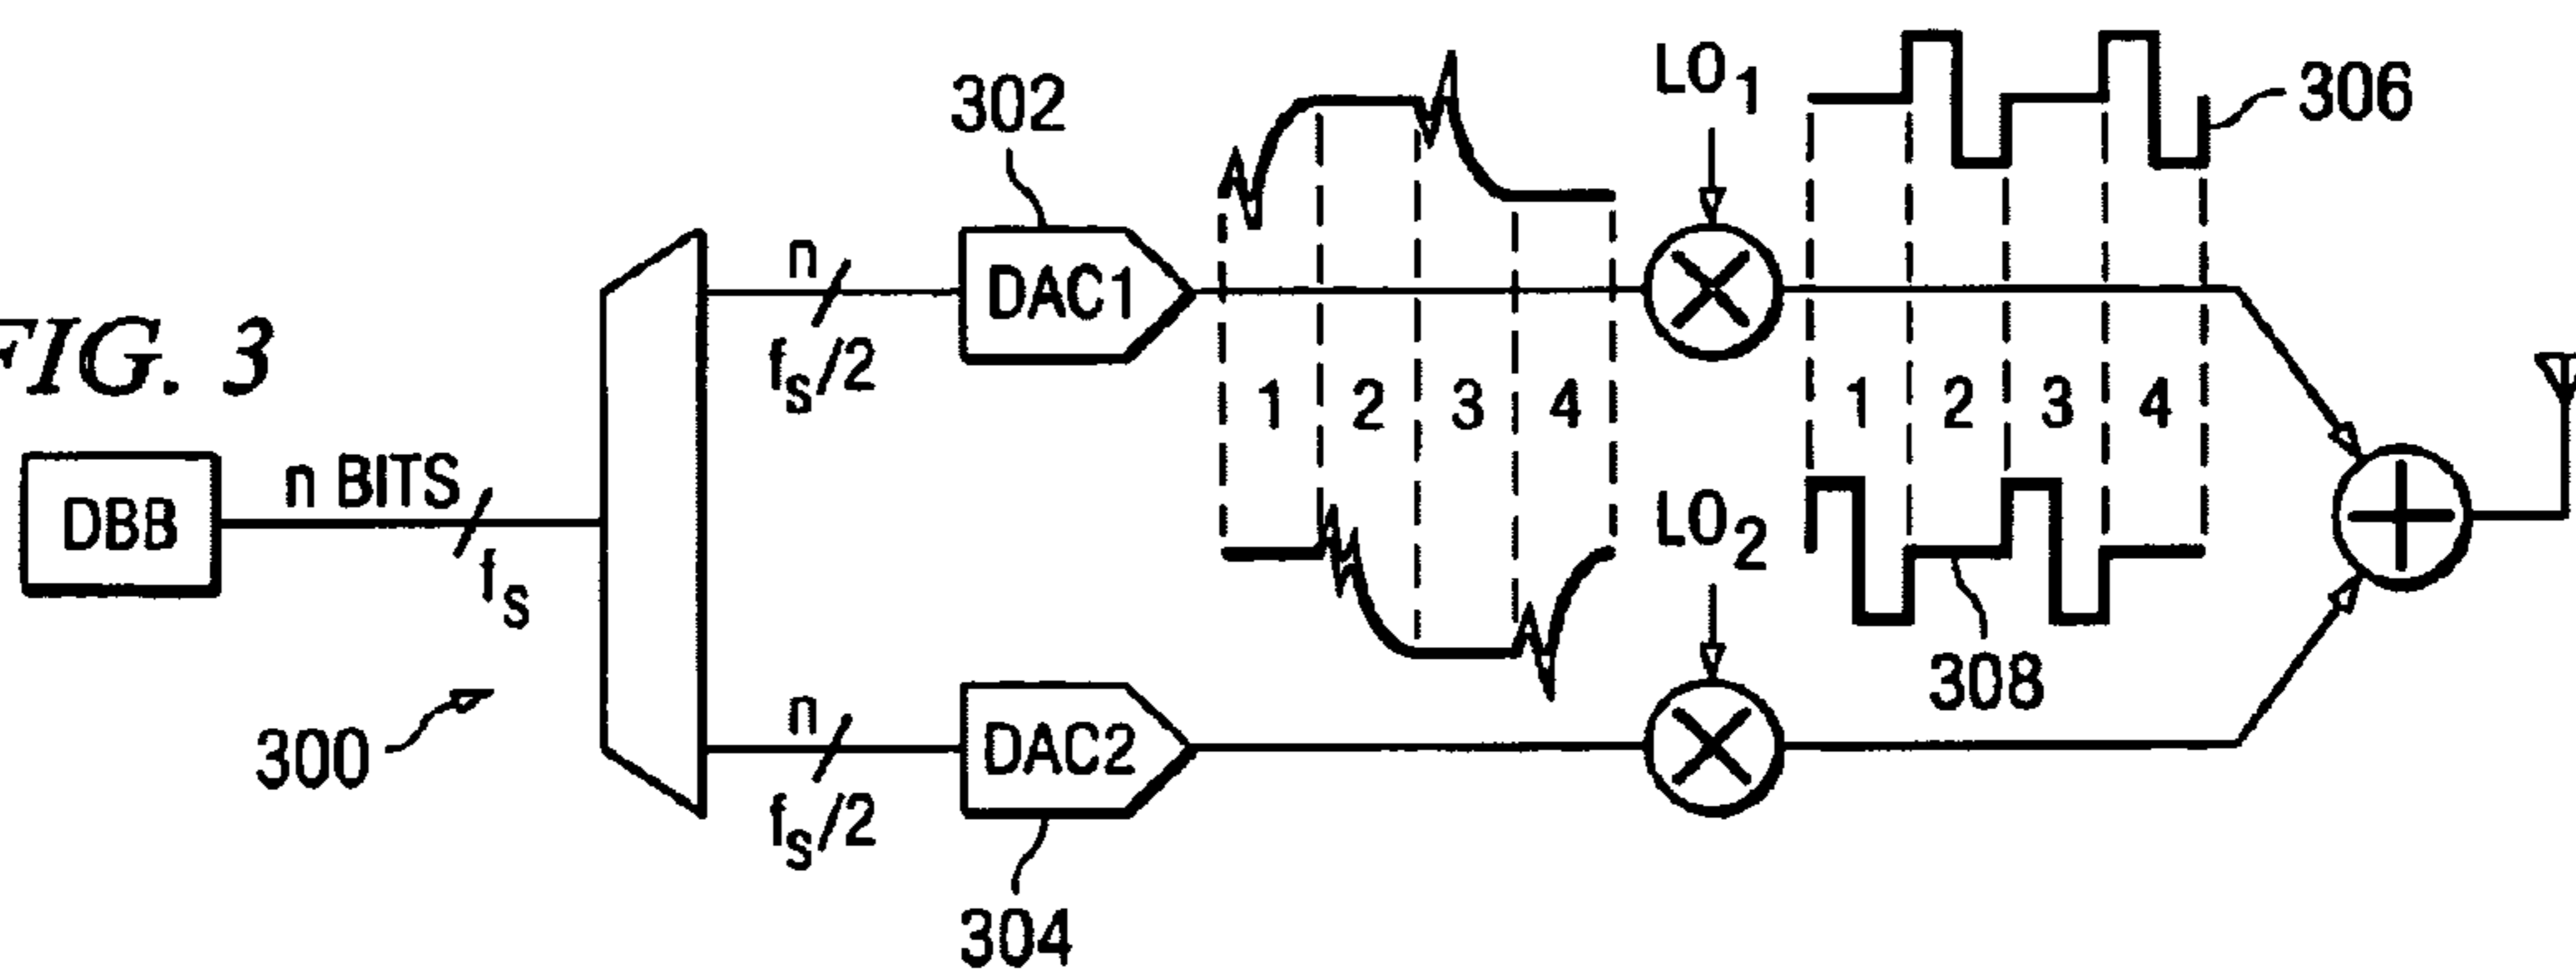 FIG. 3
DBB
n BITS
fs
300
n
fs/2
302
DAC1
n
fs/2
DAC2
304
1 2 3 4
LO1
LO2
1 2 3 4
306
308